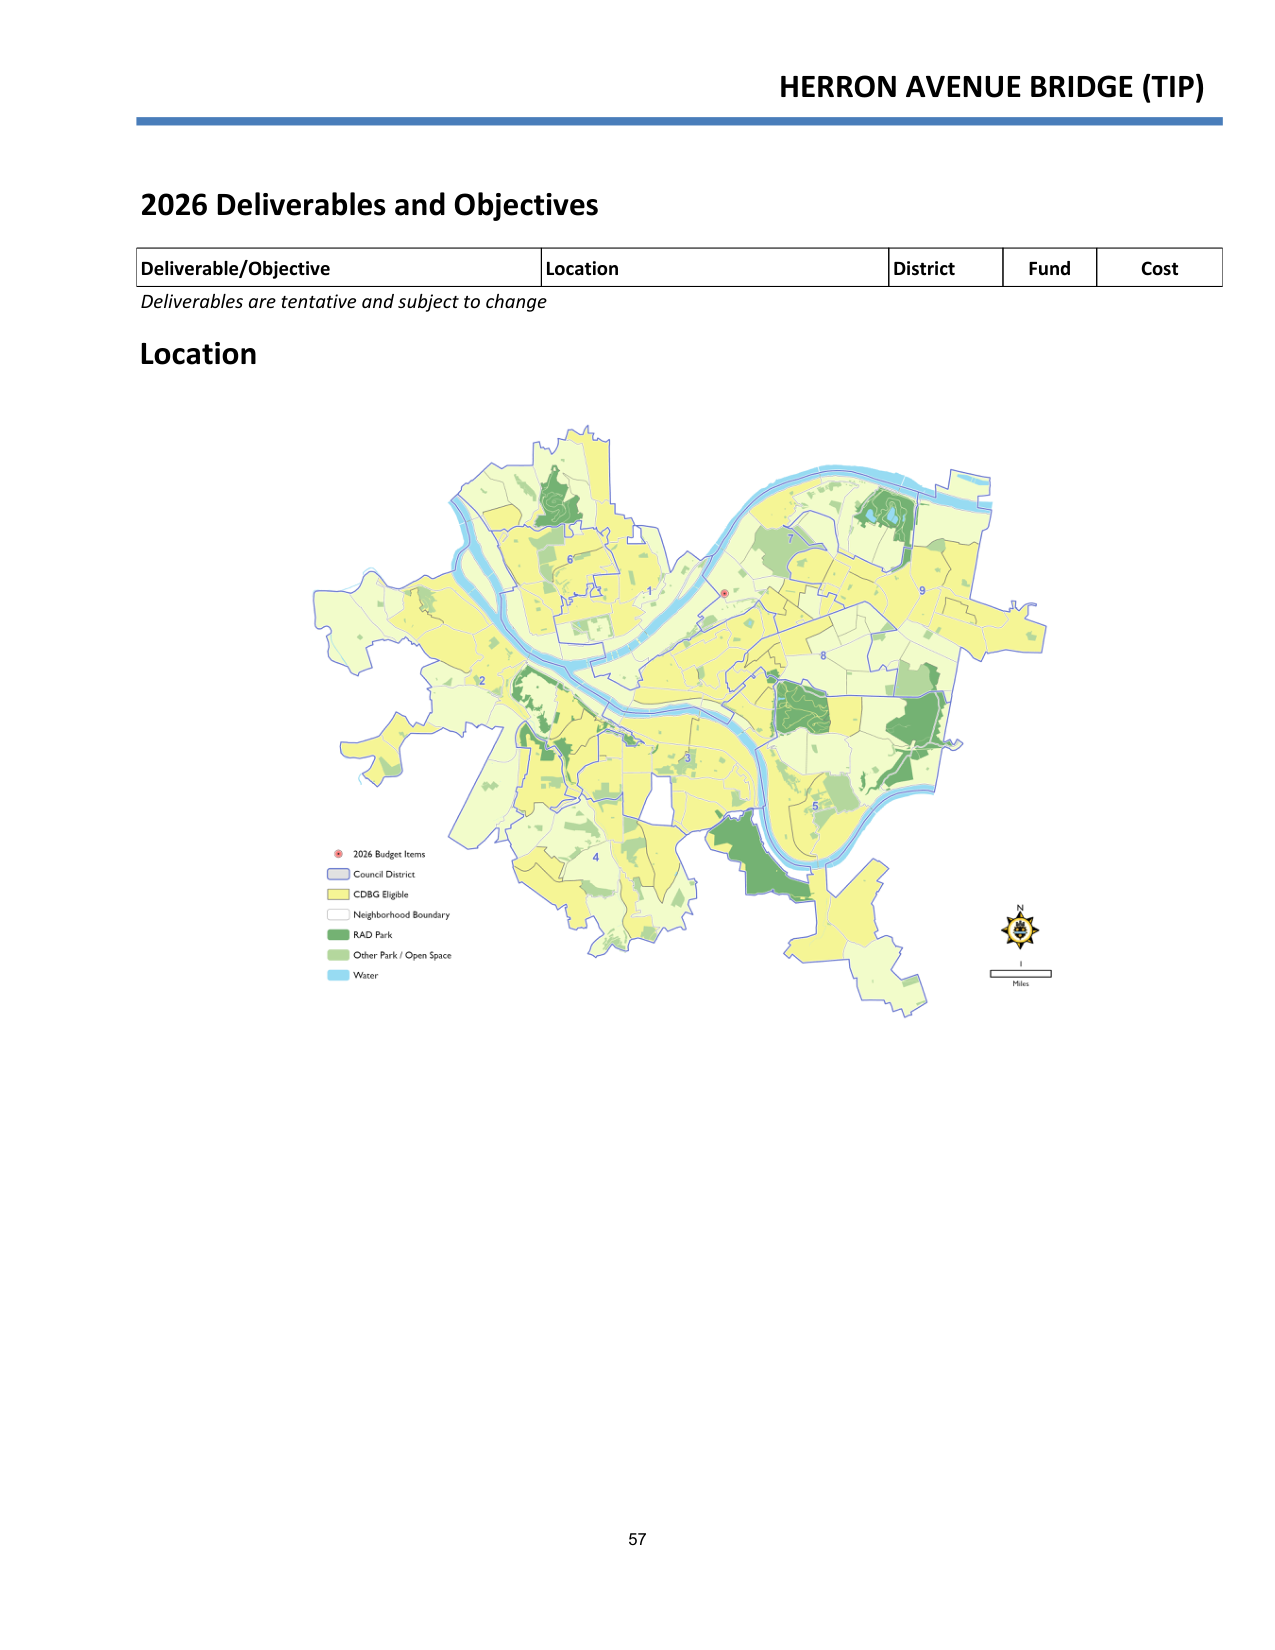 HERRON AVENUE BRIDGE (TIP)
2026 Deliverables and Objectives
Deliverable/Objective Location District Fund Cost
Deliverables are tentative and subject to change
Location
7
6
1
9
8
2
3
5
4
2026 Budget Items
Council District
CDBG Eligible
Neighborhood Boundary
RAD Park
Other Park / Open Space
Water
N
1
Miles
57